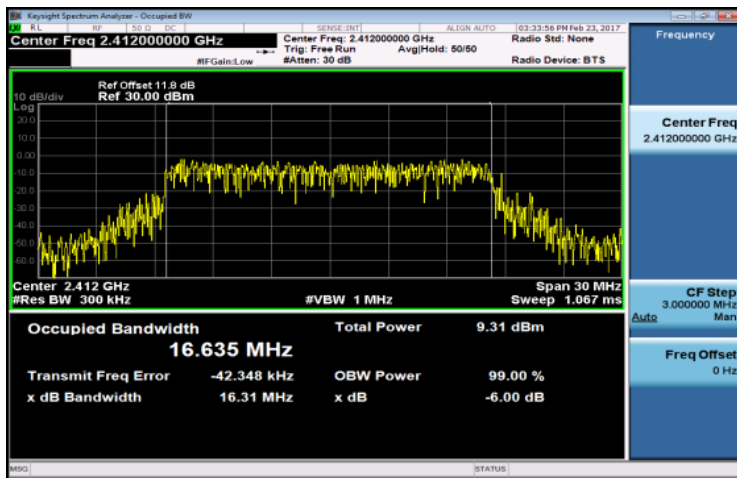 Keysight Spectrum Analyzer - Occupied BW
RL RF 50 Ω DC SENSE:INT ALIGN AUTO 03:33:56 PM Feb 23, 2017
Center Freq 2.412000000 GHz
Center Freq: 2.412000000 GHz
Radio Std: None
Trig: Free Run Avg|Hold: 50/50
#IFGain:Low
#Atten: 30 dB
Radio Device: BTS
Frequency
Ref Offset 11.8 dB
10 dB/div Ref 30.00 dBm
Log
20.0
10.0
0.00
-10.0
-20.0
-30.0
-40.0
-50.0
-60.0
Center Freq
2.412000000 GHz
Center 2.412 GHz
Span 30 MHz
#Res BW 300 kHz
#VBW 1 MHz
Sweep 1.067 ms
CF Step
3.000000 MHz
Auto Man
Occupied Bandwidth
Total Power 9.31 dBm
16.635 MHz
Transmit Freq Error -42.348 kHz OBW Power 99.00 %
x dB Bandwidth 16.31 MHz x dB -6.00 dB
Freq Offset
0 Hz
MSG
STATUS